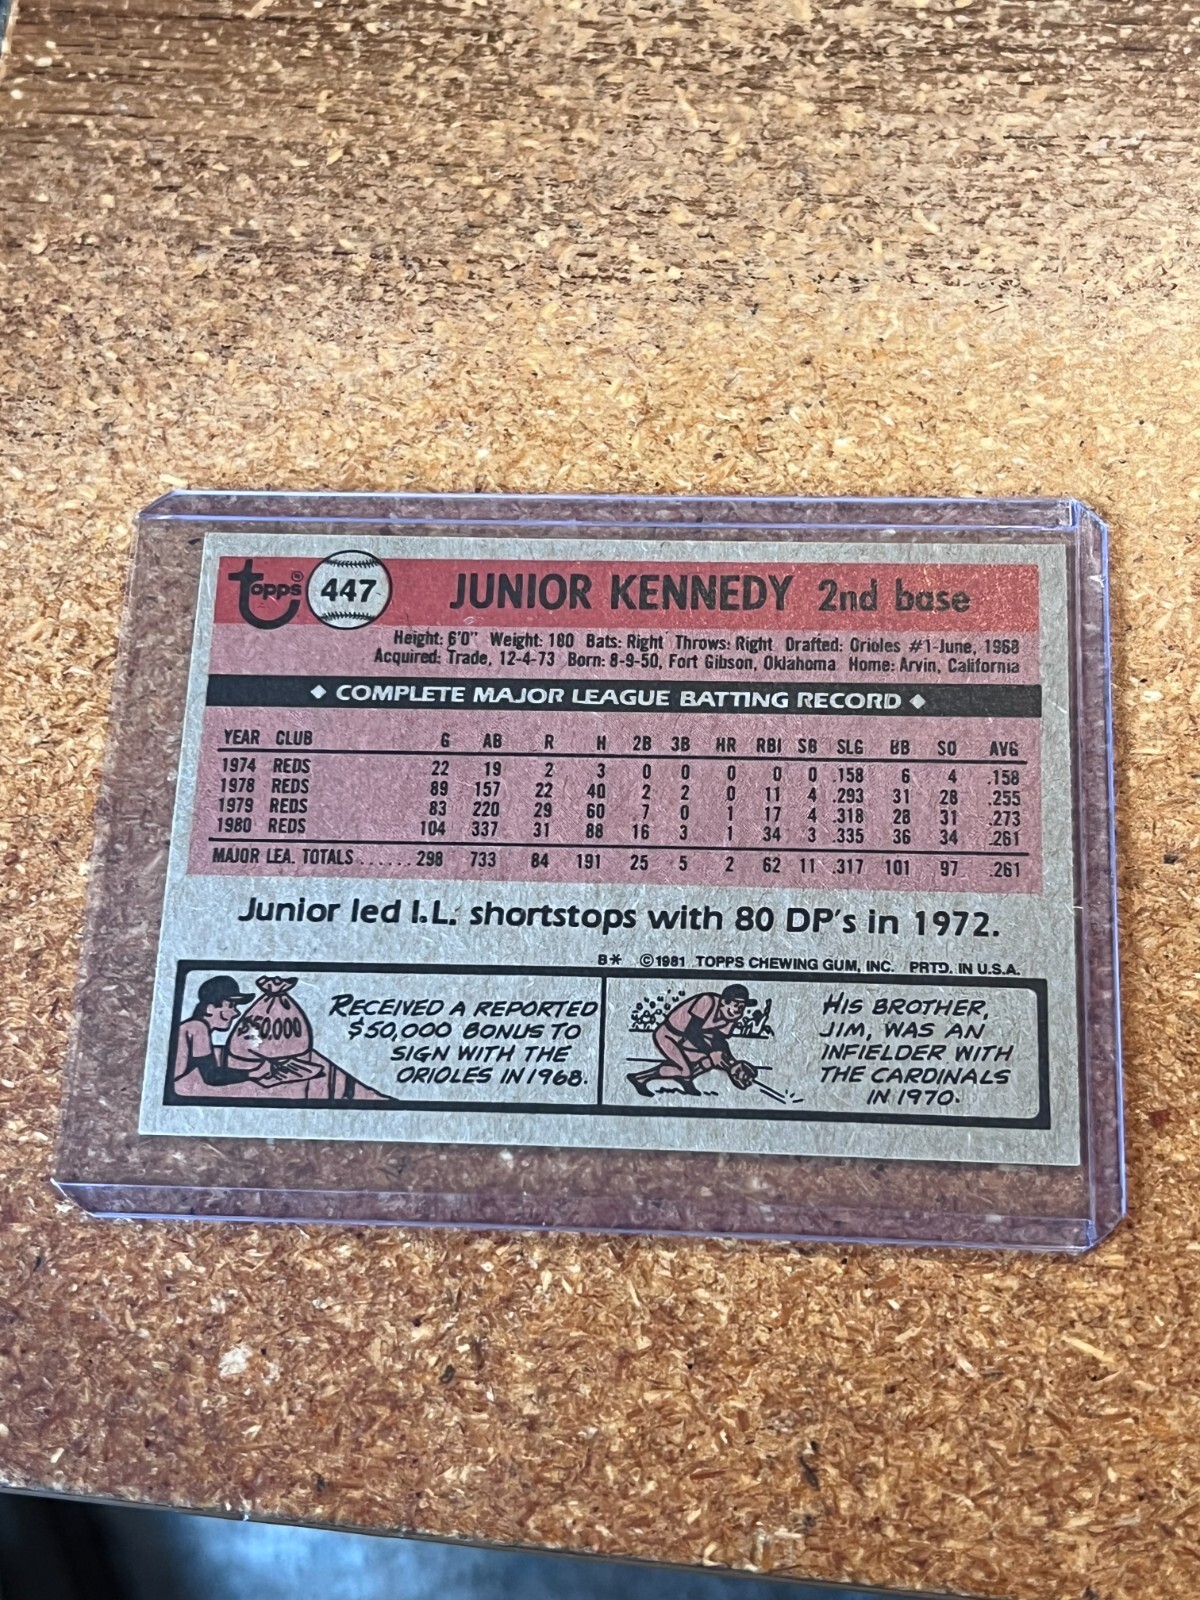 topps® 447 JUNIOR KENNEDY 2nd base
Height: 6'0" Weight: 180 Bats: Right Throws: Right Drafted: Orioles #1-June, 1968
Acquired: Trade, 12-4-73 Born: 8-9-50, Fort Gibson, Oklahoma Home: Arvin, California
◆ COMPLETE MAJOR LEAGUE BATTING RECORD ◆
YEAR CLUB G AB R H 2B 3B HR RBI SB SLG BB SO AVG
1974 REDS 22 19 2 3 0 0 0 0 0 .158 6 4 .158
1978 REDS 89 157 22 40 2 2 0 11 4 .293 31 28 .255
1979 REDS 83 220 29 60 7 0 1 17 4 .318 28 31 .273
1980 REDS 104 337 31 88 16 3 1 34 3 .335 36 34 .261
MAJOR LEA. TOTALS ...... 298 733 84 191 25 5 2 62 11 .317 101 97 .261
Junior led I.L. shortstops with 80 DP's in 1972.
B* ©1981 TOPPS CHEWING GUM, INC. PRTD. IN U.S.A.
$50,000
RECEIVED A REPORTED
$50,000 BONUS TO
SIGN WITH THE
ORIOLES IN 1968.
HIS BROTHER,
JIM, WAS AN
INFIELDER WITH
THE CARDINALS
IN 1970.